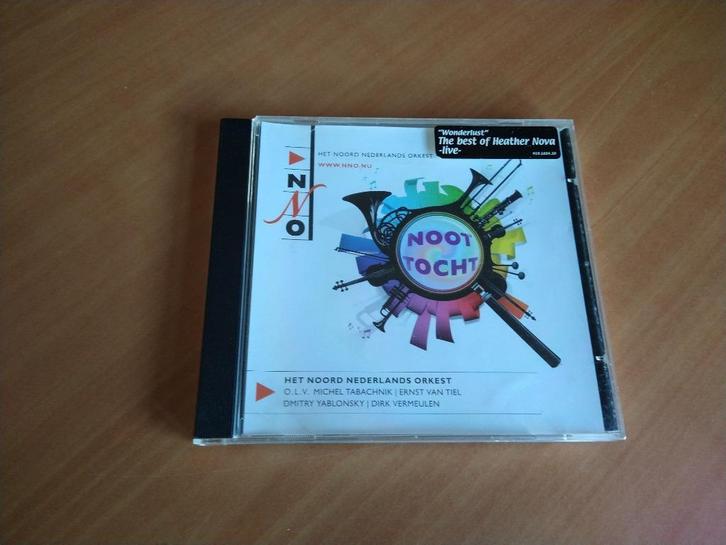 "Wonderlust"
The best of Heather Nova
-live-
HET NOORD NEDERLANDS ORKEST
WWW.NNO.NU
N
N
O
NOOT
TOCHT
HET NOORD NEDERLANDS ORKEST
O.L.V. MICHEL TABACHNIK | ERNST VAN TIEL
DMITRY YABLONSKY | DIRK VERMEULEN